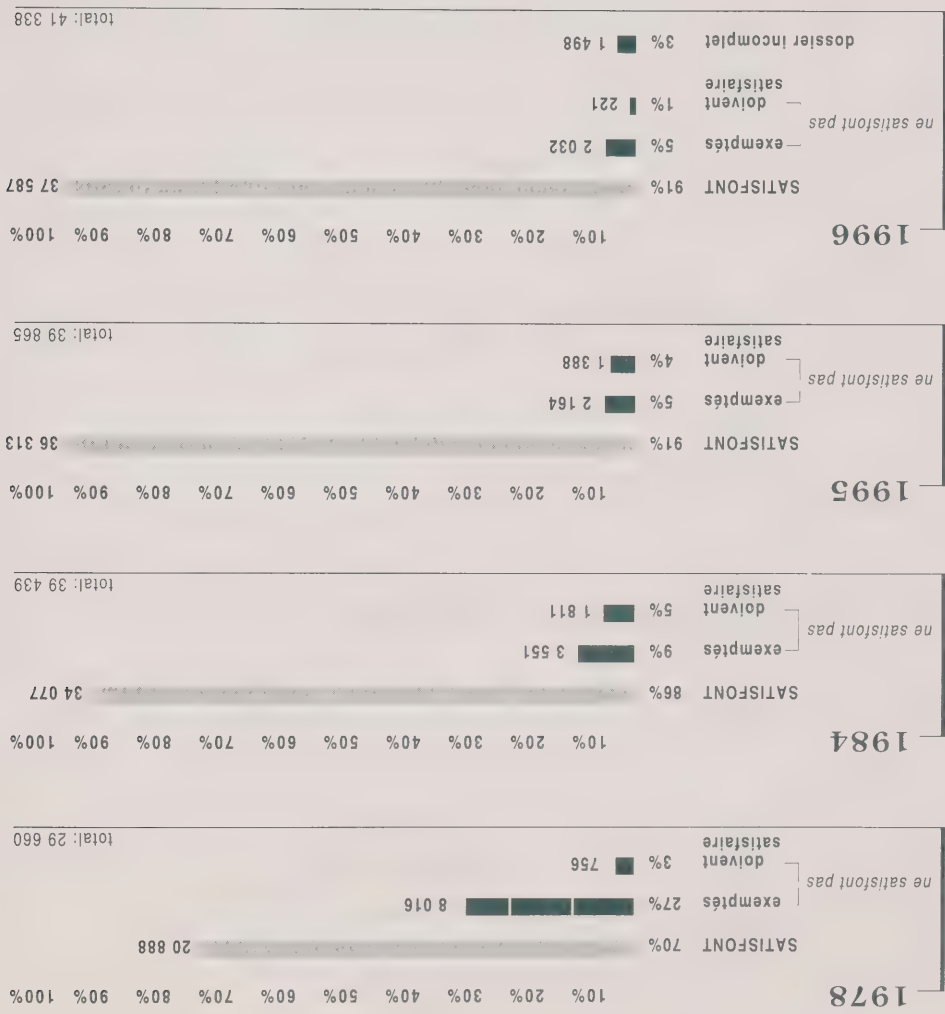 1978
10% 20% 30% 40% 50% 60% 70% 80% 90% 100%
SATISFONT 70% 20 888
ne satisfont pas
exemptés 27% 8 016
doivent satisfaire 3% 756
total: 29 660
1984
10% 20% 30% 40% 50% 60% 70% 80% 90% 100%
SATISFONT 86% 34 077
ne satisfont pas
exemptés 9% 3 551
doivent satisfaire 5% 1 811
total: 39 439
1995
10% 20% 30% 40% 50% 60% 70% 80% 90% 100%
SATISFONT 91% 36 313
ne satisfont pas
exemptés 5% 2 164
doivent satisfaire 4% 1 388
total: 39 865
1996
10% 20% 30% 40% 50% 60% 70% 80% 90% 100%
SATISFONT 91% 37 587
ne satisfont pas
exemptés 5% 2 032
doivent satisfaire 1% 221
dossier incomplet 3% 1 498
total: 41 338